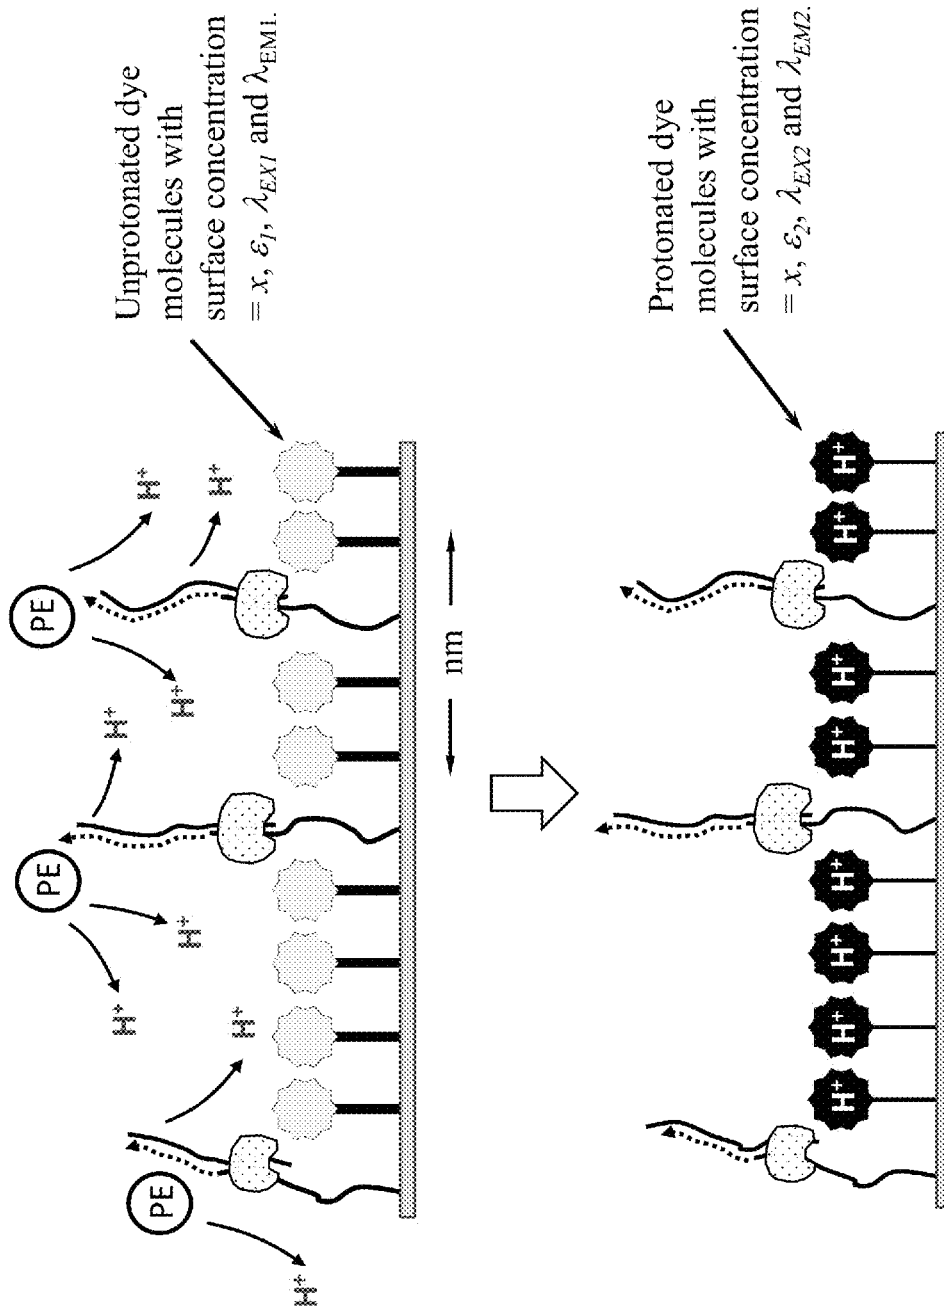 PE
PE
PE
H⁺
H⁺
H⁺
H⁺
H⁺
H⁺
H⁺
H⁺
Unprotonated dye
molecules with
surface concentration
= x, ε₁, λEX1 and λEM1.
nm
H⁺
H⁺
H⁺
H⁺
H⁺
H⁺
H⁺
H⁺
Protonated dye
molecules with
surface concentration
= x, ε₂, λEX2 and λEM2.